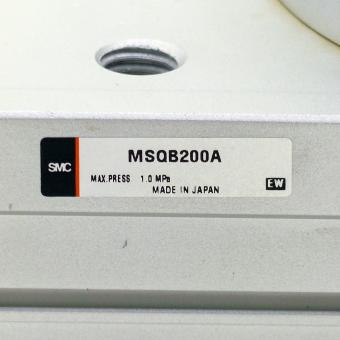 SMC
MSQB200A
MAX.PRESS 1.0 MPa
MADE IN JAPAN
EW